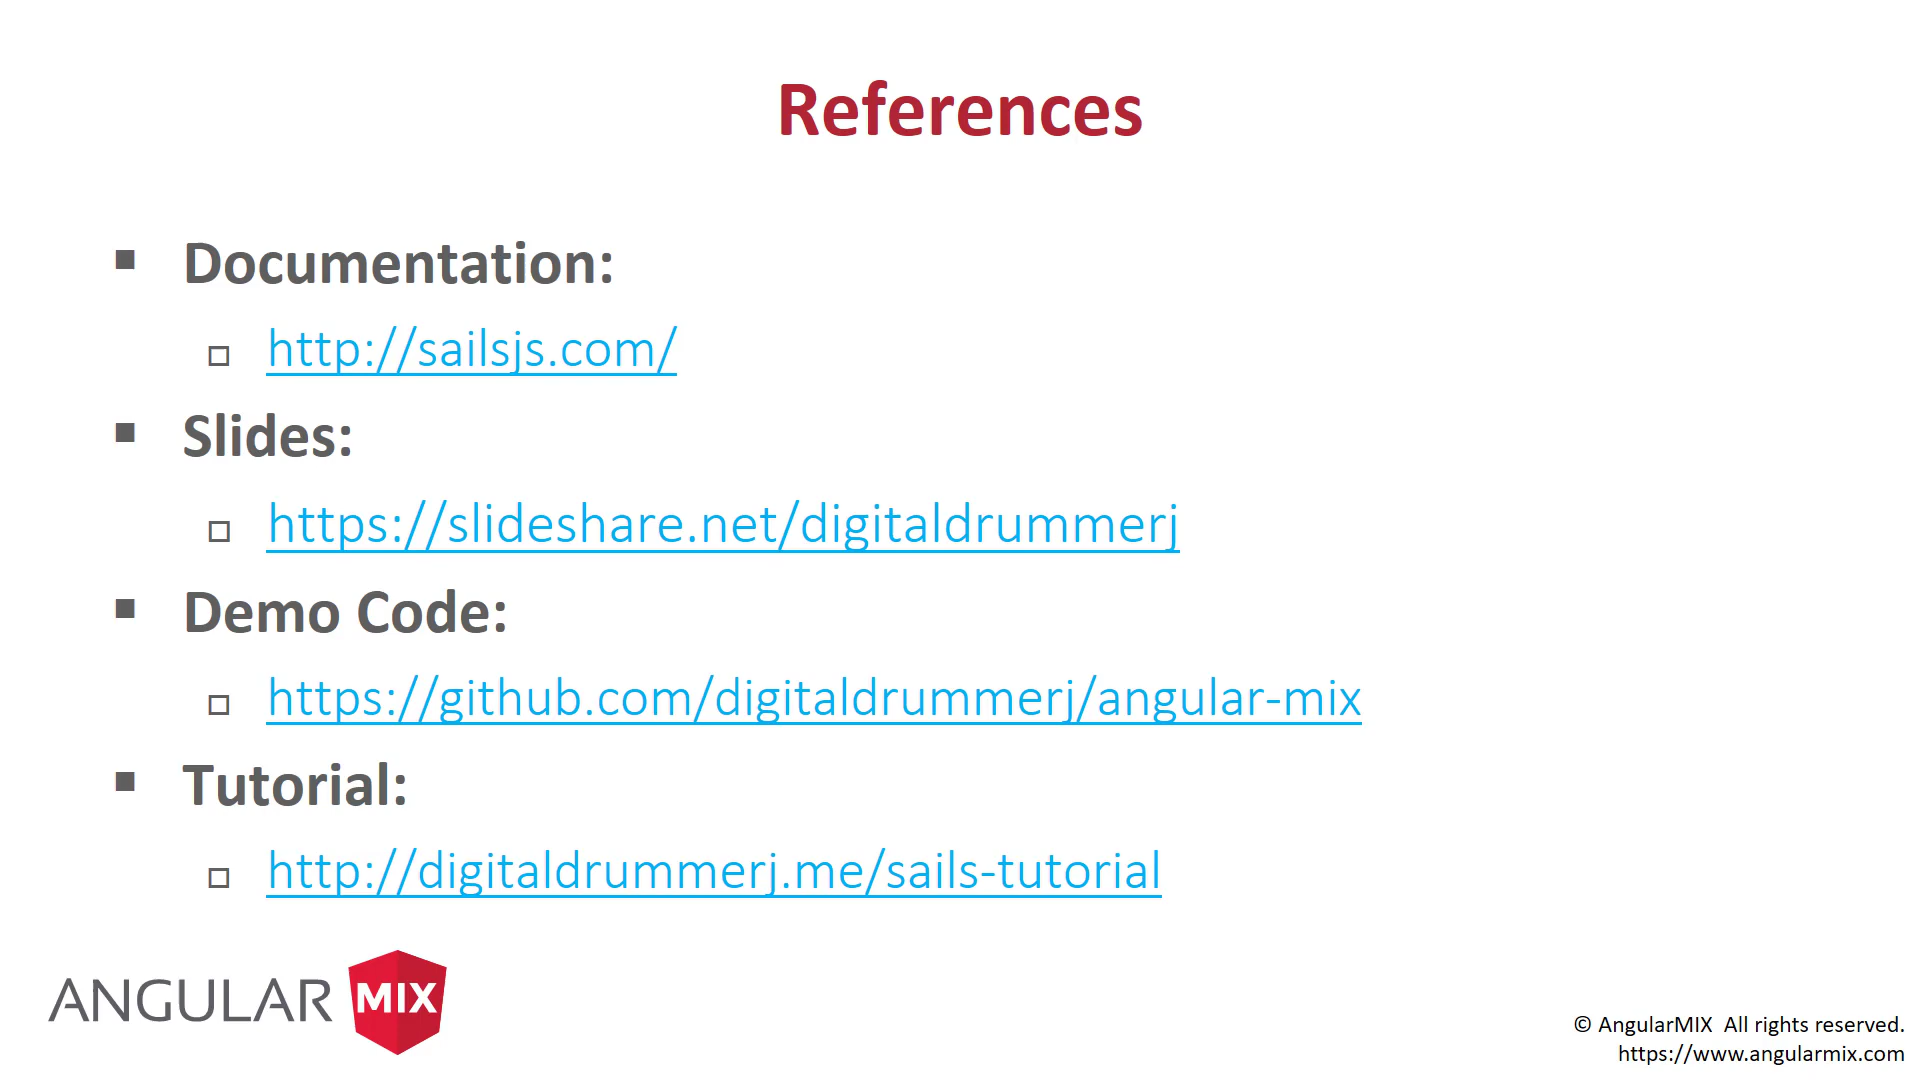 References
Documentation:
http://sailsjs.com/
Slides:
https://slideshare.net/digitaldrummerj
Demo Code:
https://github.com/digitaldrummerj/angular-mix
Tutorial:
http://digitaldrummerj.me/sails-tutorial
ANGULAR MIX
© AngularMIX All rights reserved.
https://www.angularmix.com